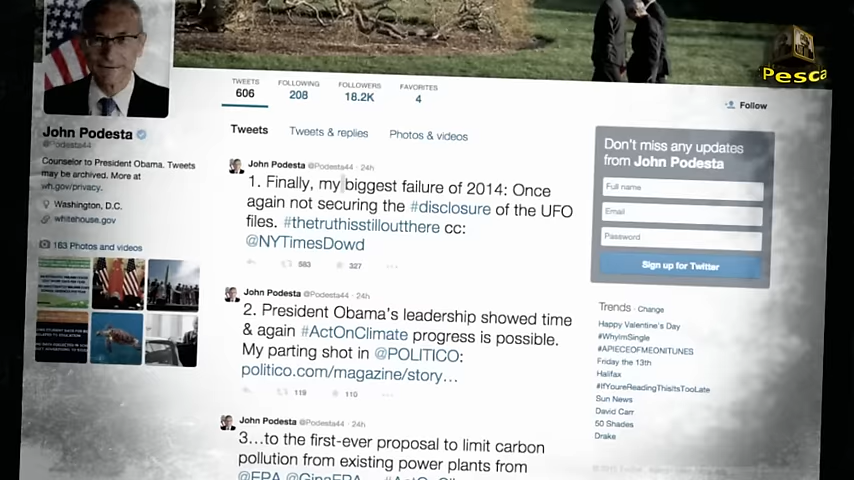 Pesca
TWEETS FOLLOWING FOLLOWERS FAVORITES
606 208 18.2K 4
Follow
John Podesta
@Podesta44
Counselor to President Obama. Tweets
may be archived. More at
wh.gov/privacy.
Washington, D.C.
whitehouse.gov
163 Photos and videos
Tweets Tweets & replies Photos & videos
John Podesta @Podesta44 · 24h
1. Finally, my biggest failure of 2014: Once
again not securing the #disclosure of the UFO
files. #thetruthisstilloutthere cc:
@NYTimesDowd
583 327
John Podesta @Podesta44 · 24h
2. President Obama's leadership showed time
& again #ActOnClimate progress is possible.
My parting shot in @POLITICO:
politico.com/magazine/story…
119 110
John Podesta @Podesta44 · 24h
3...to the first-ever proposal to limit carbon
pollution from existing power plants from
@EPA @GinaEPA
Don't miss any updates
from John Podesta
Full name
Email
Password
Sign up for Twitter
Trends · Change
Happy Valentine's Day
#WhyImSingle
#APIECEOFMEONITUNES
Friday the 13th
Halifax
#IfYoureReadingThisItsTooLate
Sun News
David Carr
50 Shades
Drake